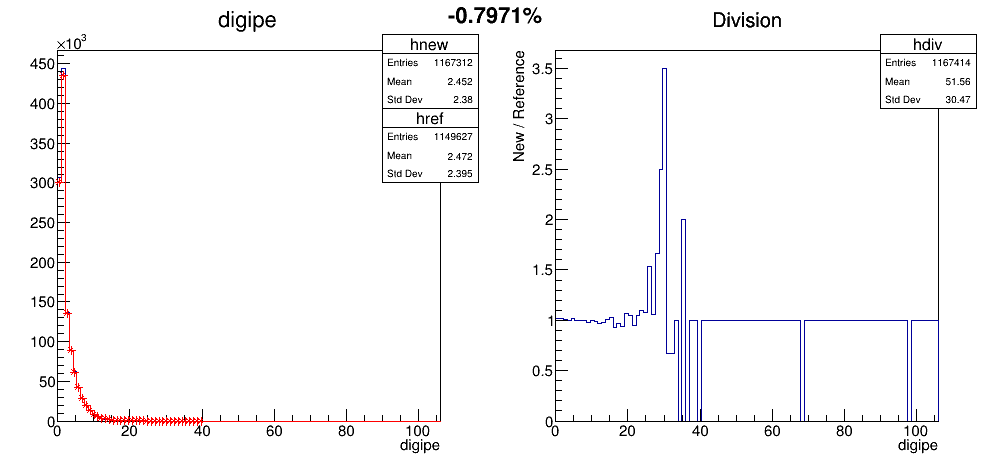 -0.7971%
digipe
×10³
450
400
350
300
250
200
150
100
50
0
0 20 40 60 80 100
digipe
hnew
Entries 1167312
Mean 2.452
Std Dev 2.38
href
Entries 1149627
Mean 2.472
Std Dev 2.395
Division
New / Reference
3.5
3
2.5
2
1.5
1
0.5
0
0 20 40 60 80 100
digipe
hdiv
Entries 1167414
Mean 51.56
Std Dev 30.47